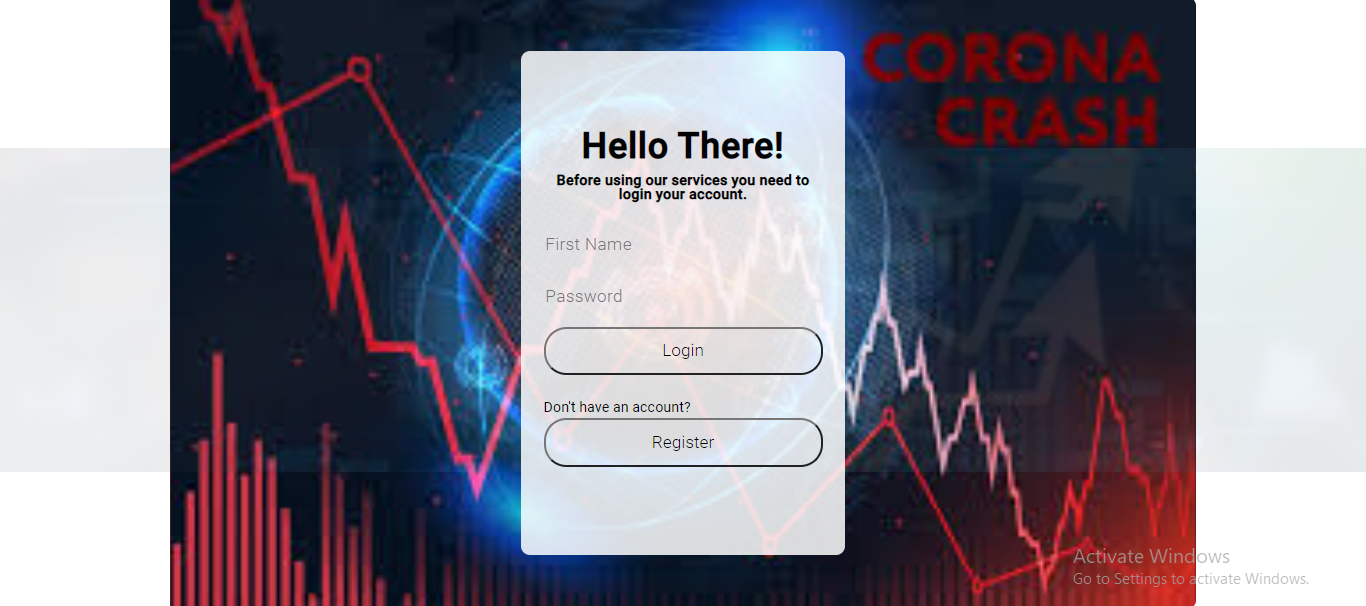 CORONA
CRASH
Hello There!
Before using our services you need to
login your account.
First Name
Password
Login
Don't have an account?
Register
Activate Windows
Go to Settings to activate Windows.